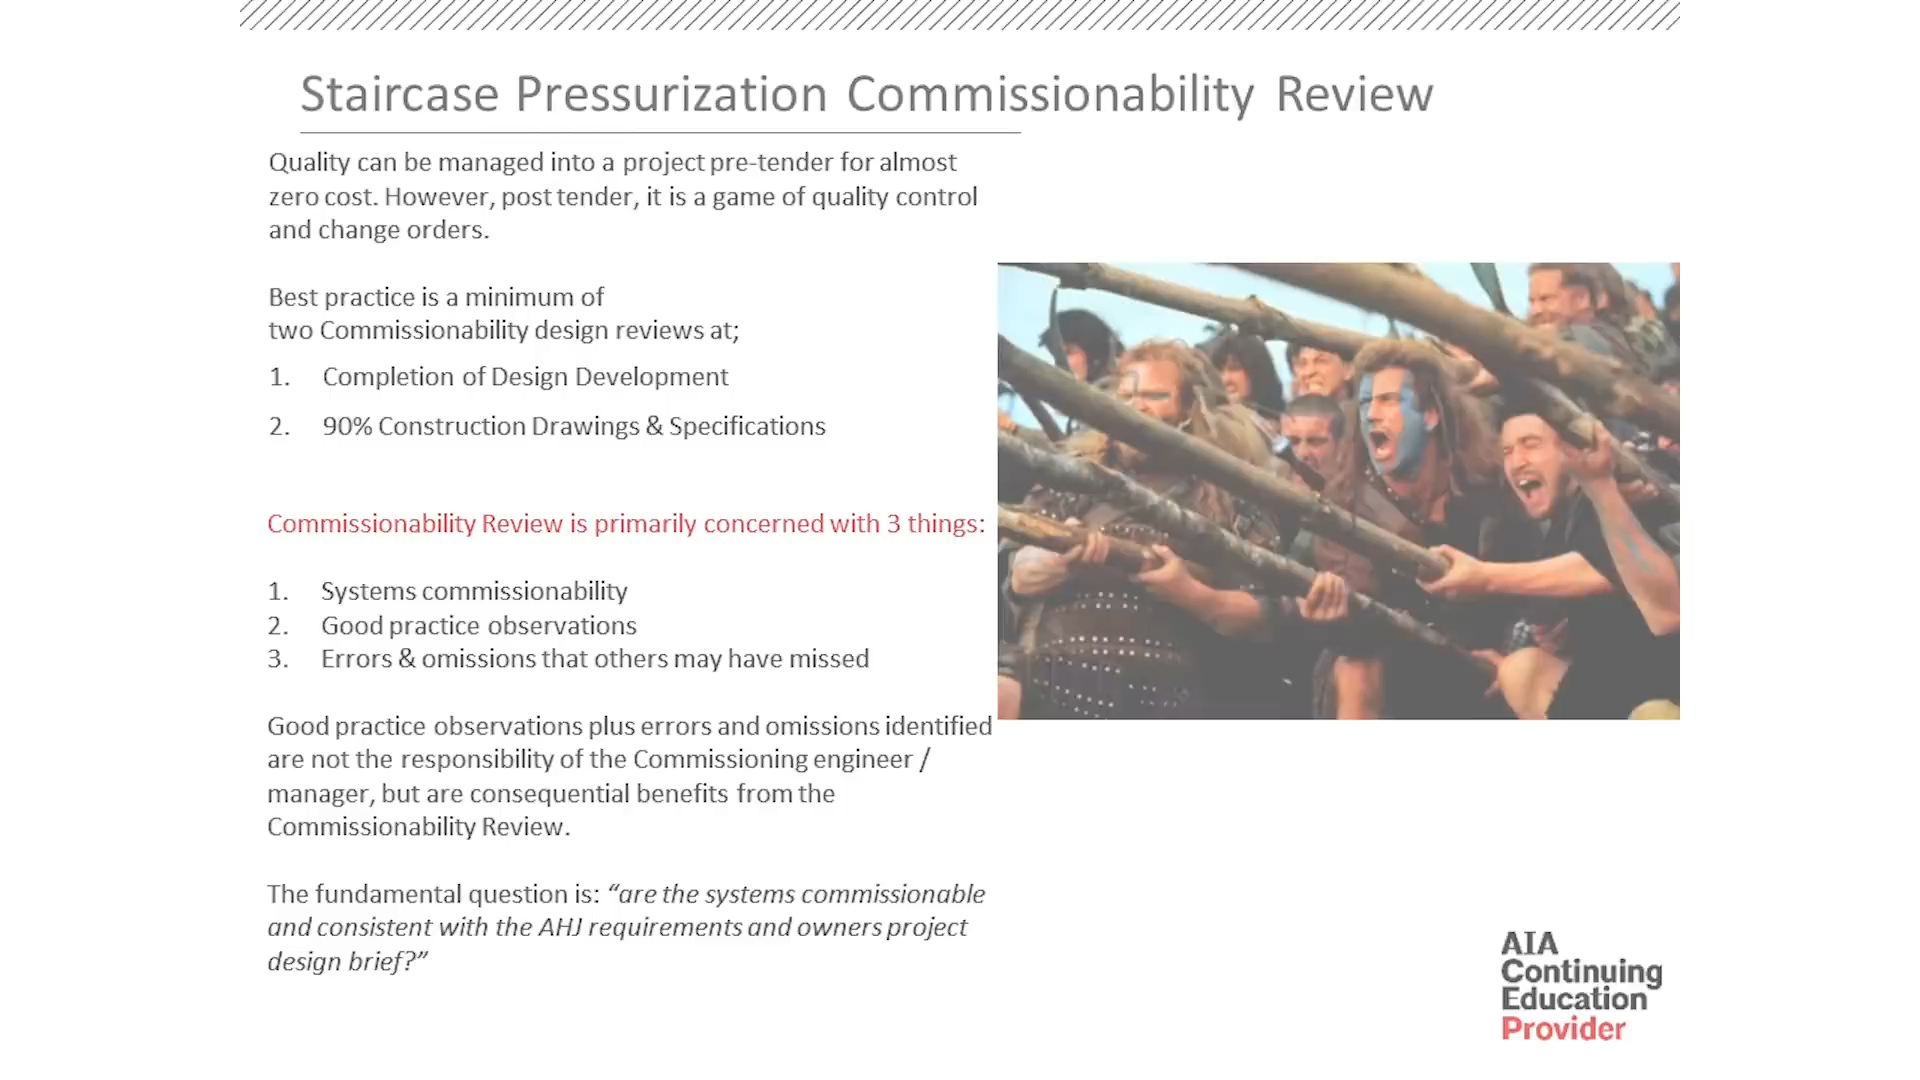 Staircase Pressurization Commissionability Review
Quality can be managed into a project pre-tender for almost
zero cost. However, post tender, it is a game of quality control
and change orders.
Best practice is a minimum of
two Commissionability design reviews at;
1. Completion of Design Development
2. 90% Construction Drawings & Specifications
Commissionability Review is primarily concerned with 3 things:
1. Systems commissionability
2. Good practice observations
3. Errors & omissions that others may have missed
Good practice observations plus errors and omissions identified
are not the responsibility of the Commissioning engineer /
manager, but are consequential benefits from the
Commissionability Review.
The fundamental question is: “are the systems commissionable
and consistent with the AHJ requirements and owners project
design brief?”
AIA
Continuing
Education
Provider